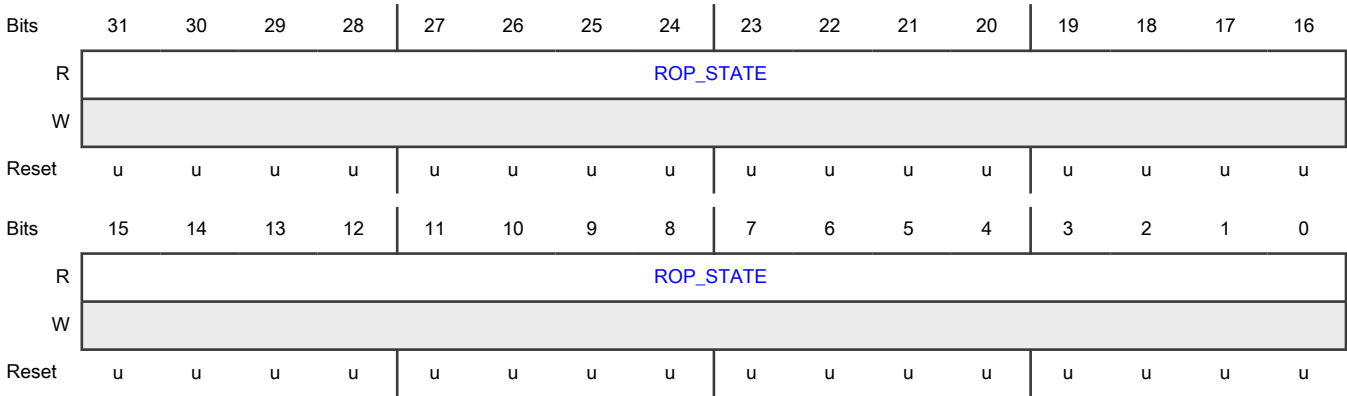 Bits 31 30 29 28 27 26 25 24 23 22 21 20 19 18 17 16
R ROP_STATE
W
Reset u u u u u u u u u u u u u u u u
Bits 15 14 13 12 11 10 9 8 7 6 5 4 3 2 1 0
R ROP_STATE
W
Reset u u u u u u u u u u u u u u u u